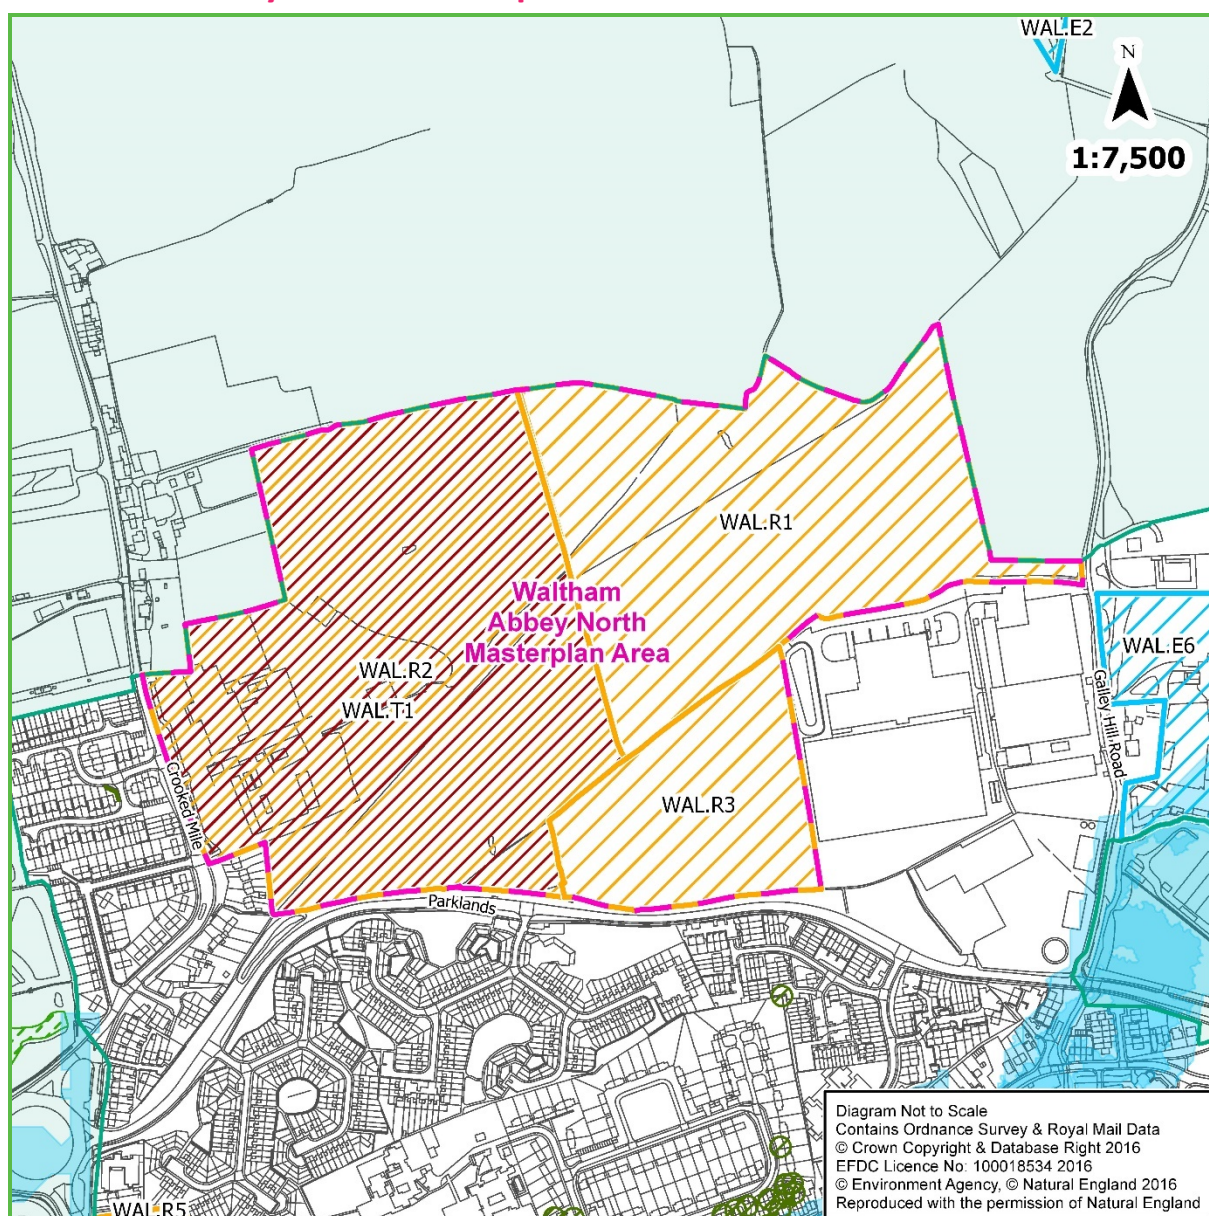 WAL.E2
N
1:7,500
WAL.R1
Waltham
Abbey North
Masterplan Area
WAL.R2
WAL.T1
WAL.E6
Galley Hill Road
Crooked Mile
WAL.R3
Parklands
WAL.R5
Diagram Not to Scale
Contains Ordnance Survey & Royal Mail Data
© Crown Copyright & Database Right 2016
EFDC Licence No: 100018534 2016
© Environment Agency, © Natural England 2016
Reproduced with the permission of Natural England